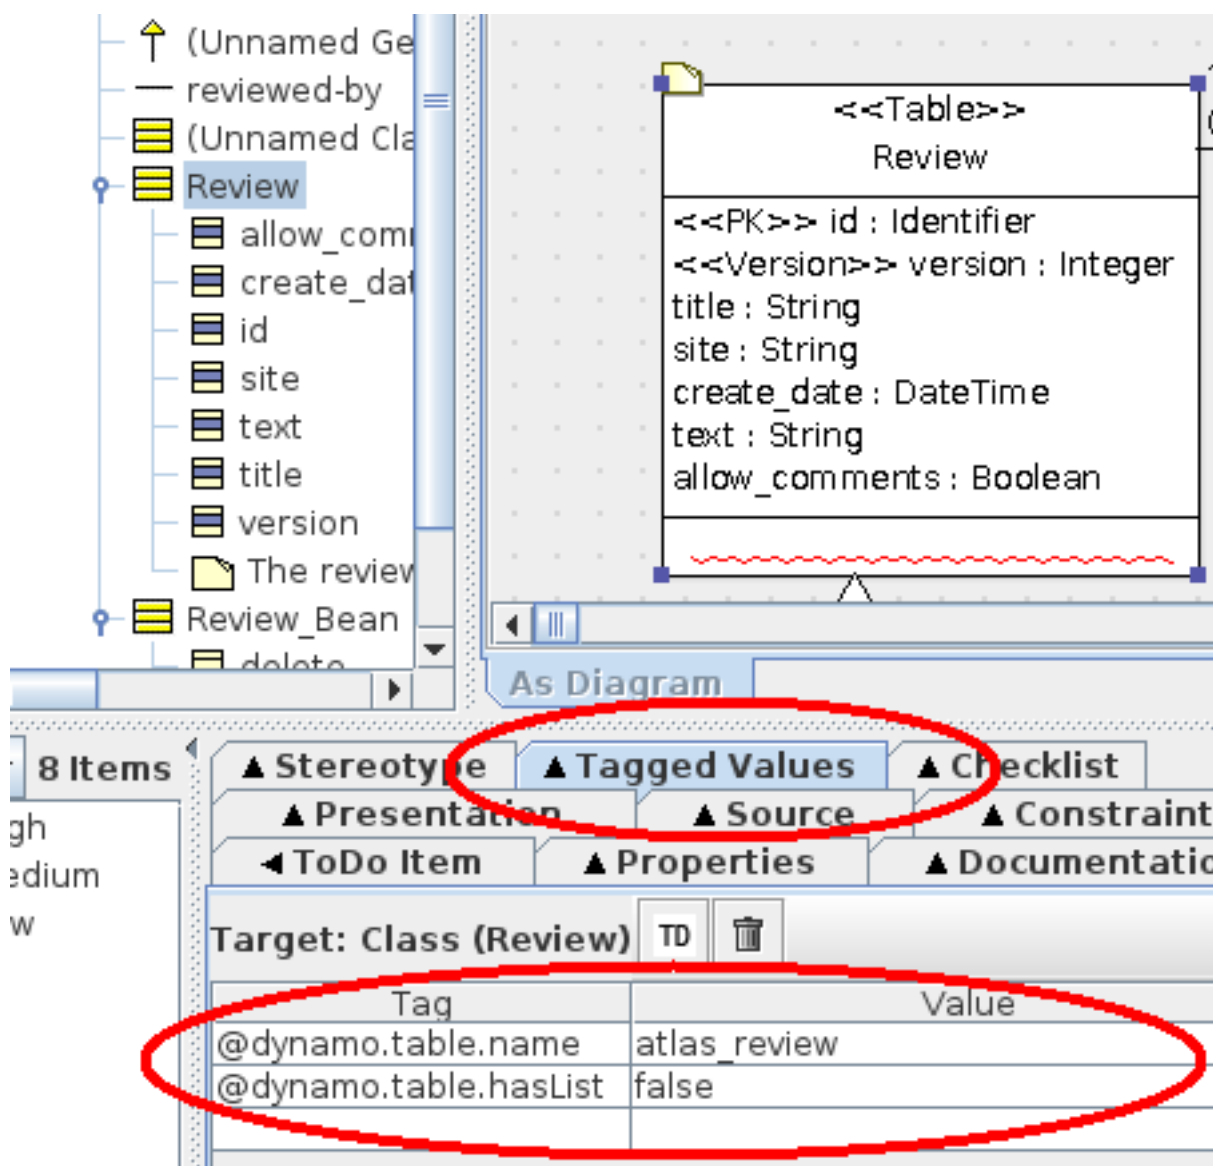 (Unnamed Ge
reviewed-by
(Unnamed Cla
Review
allow_com
create_dat
id
site
text
title
version
The review
Review_Bean
delete
<<Table>>
Review
<<PK>> id : Identifier
<<Version>> version : Integer
title : String
site : String
create_date : DateTime
text : String
allow_comments : Boolean
As Diagram
8 Items
gh
edium
w
Stereotype Tagged Values Checklist
Presentation Source Constraint
ToDo Item Properties Documentatio
Target: Class (Review) TD
Tag Value
@dynamo.table.name atlas_review
@dynamo.table.hasList false